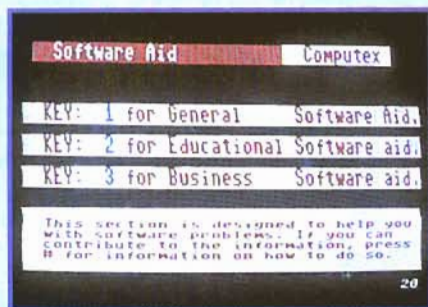 Software Aid Computex
KEY: 1 for General Software Aid.
KEY: 2 for Educational Software aid.
KEY: 3 for Business Software aid.
This section is designed to help you
with software problems. If you can
contribute to the information, press
# for information on how to do so.
20